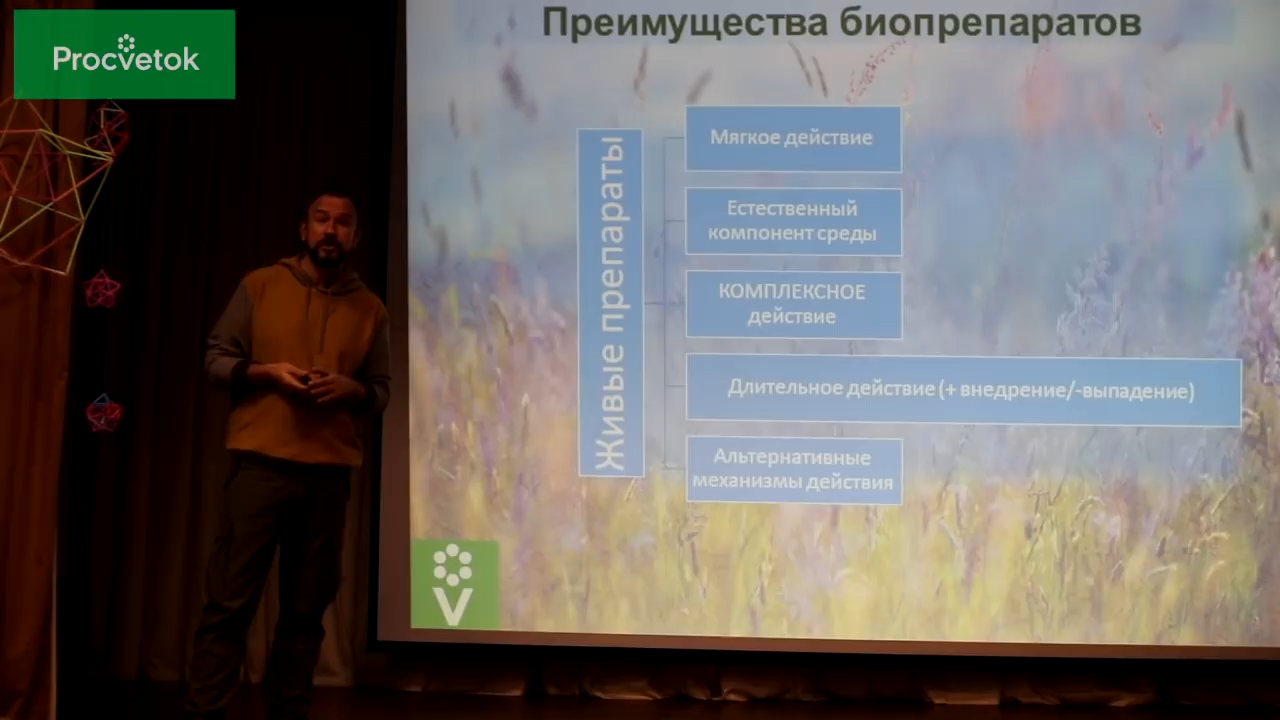 Procvetok
Преимущества биопрепаратов
Живые препараты
Мягкое действие
Естественный
компонент среды
КОМПЛЕКСНОЕ
действие
Длительное действие (+ внедрение/-выпадение)
Альтернативные
механизмы действия
V